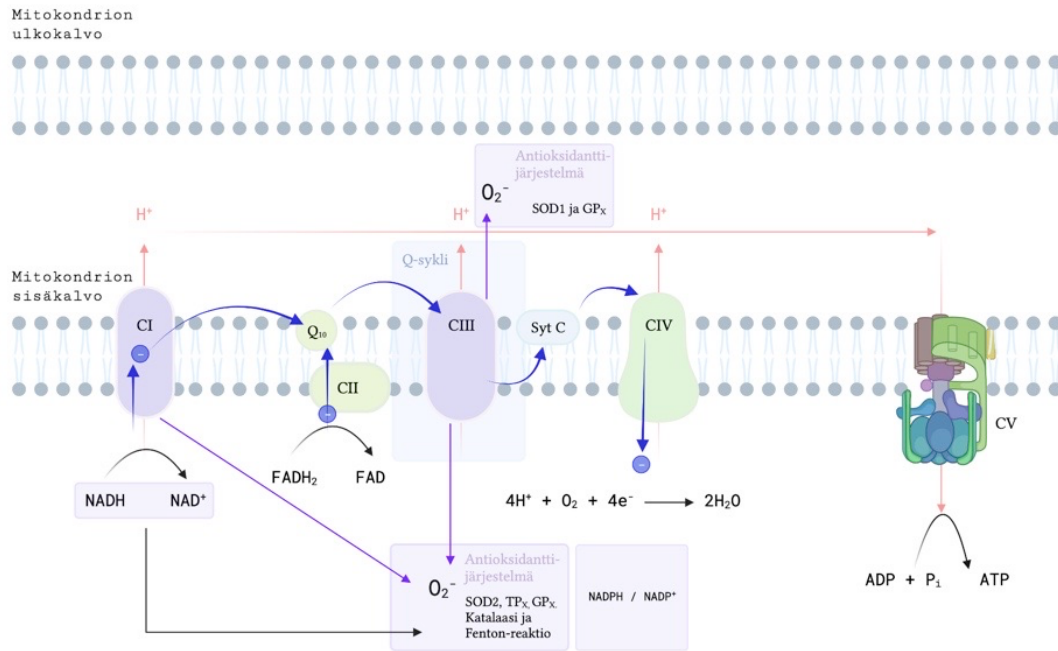 Mitokondrion
ulkokalvo
Antioksidantti-
järjestelmä
O₂⁻
SOD1 ja GPₓ
H⁺
H⁺
H⁺
Q-sykli
Mitokondrion
sisäkalvo
CI
Q₁₀
CIII
Syt C
CIV
CII
CV
FADH₂
FAD
NADH
NAD⁺
4H⁺ + O₂ + 4e⁻ 2H₂O
ADP + Pᵢ
ATP
Antioksidantti-
järjestelmä
O₂⁻
SOD2, TPₓ, GPₓ,
Katalaasi ja
Fenton-reaktio
NADPH / NADP⁺